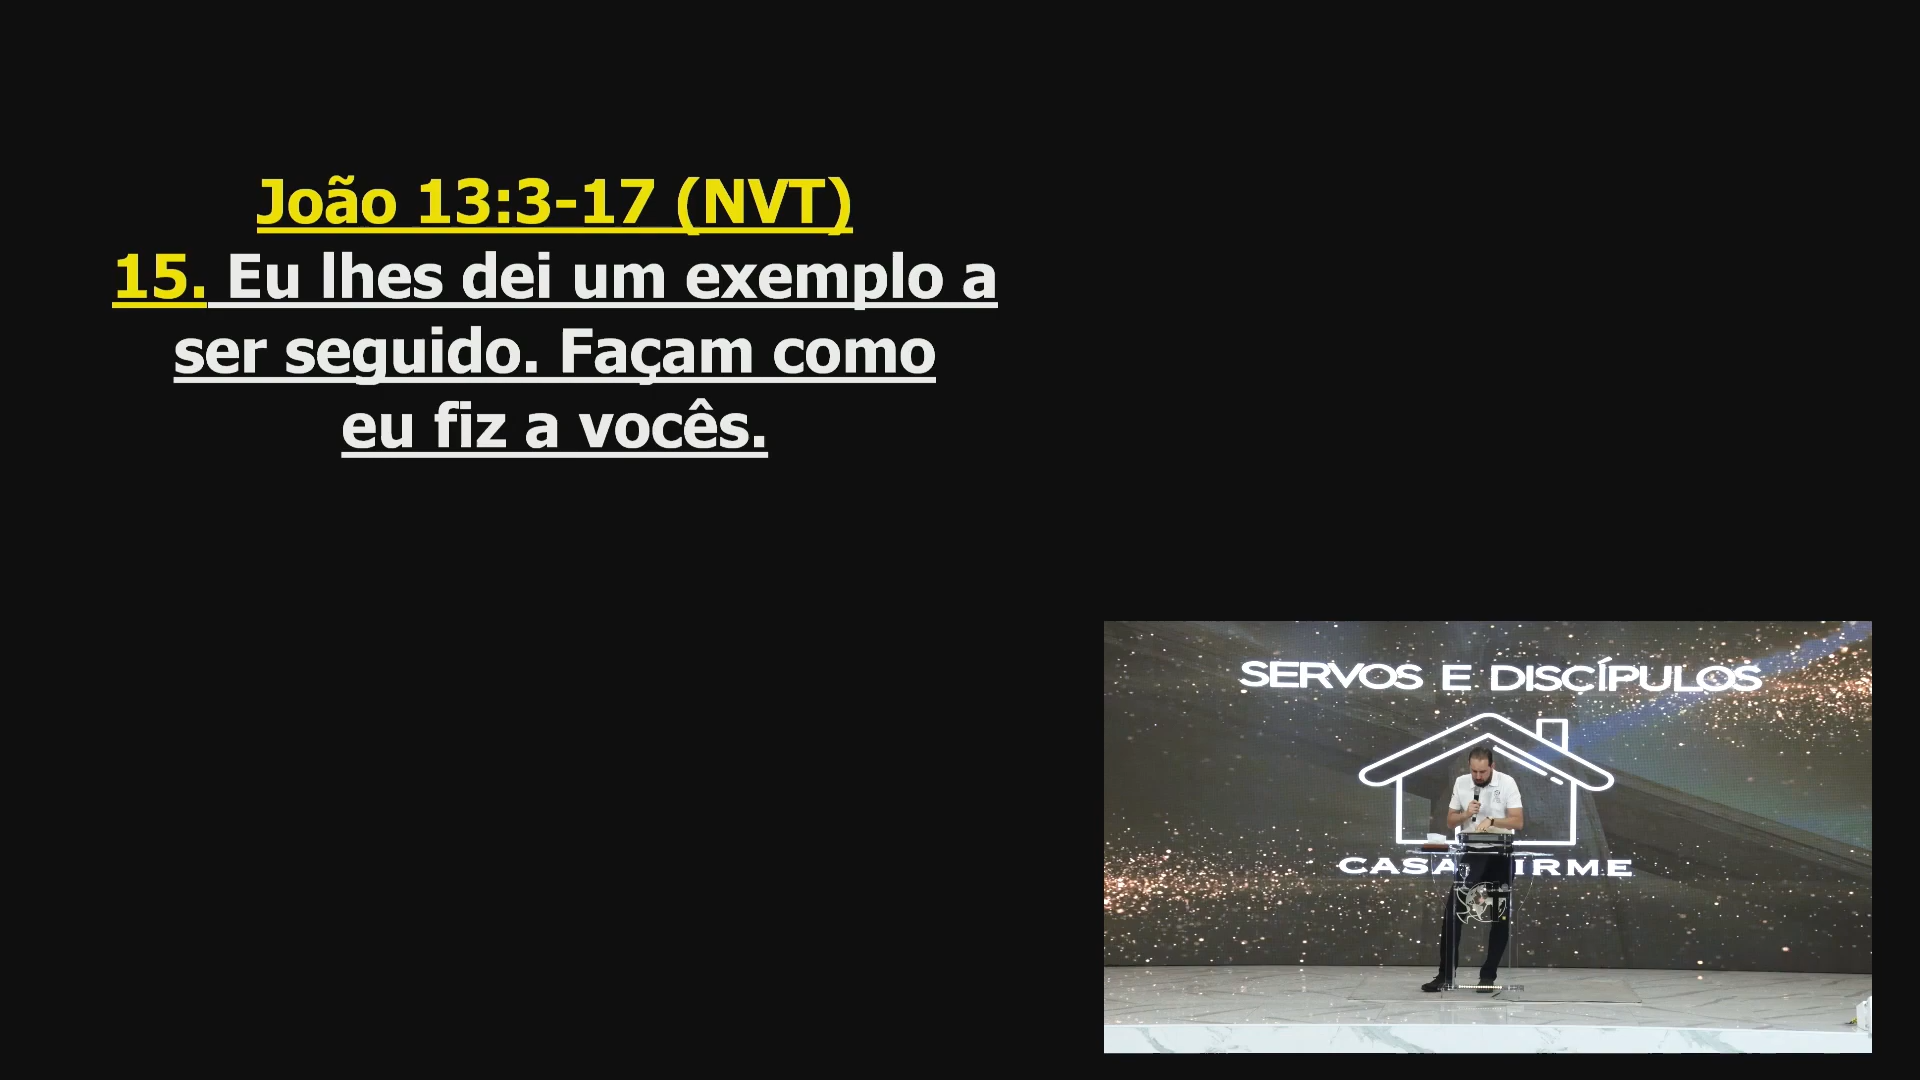 João 13:3-17 (NVT)
15. Eu lhes dei um exemplo a
ser seguido. Façam como
eu fiz a vocês.
SERVOS E DISCÍPULOS
CASA IRME